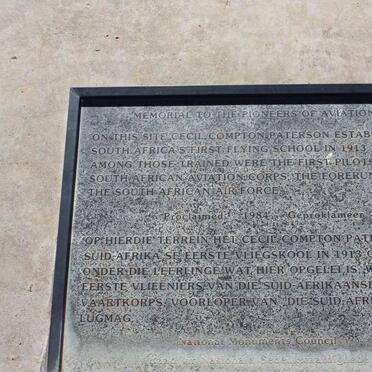 MEMORIAL TO THE PIONEERS OF AVIATION
ON THIS SITE CECIL COMPTON PATERSON ESTAB
SOUTH AFRICA'S FIRST FLYING SCHOOL IN 1913
AMONG THOSE TRAINED WERE THE FIRST PILOTS
SOUTH AFRICAN AVIATION CORPS, THE FORERUN
THE SOUTH AFRICAN AIR FORCE.
Proclaimed 1984 Geproklameer
OP HIERDIE TERREIN HET CECIL COMPTON PATE
SUID-AFRIKA SE EERSTE VLIEGSKOOL IN 1913
ONDER DIE LEERLINGE WAT HIER OPGELEI IS, W
EERSTE VLIEËNIERS VAN DIE SUID-AFRIKAANSE
VAARTKORPS, VOORLOPER VAN DIE SUID-AFRI
LUGMAG.
National Monuments Council